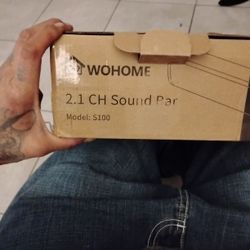 WOHOME
2.1 CH Sound Bar
Model: S100